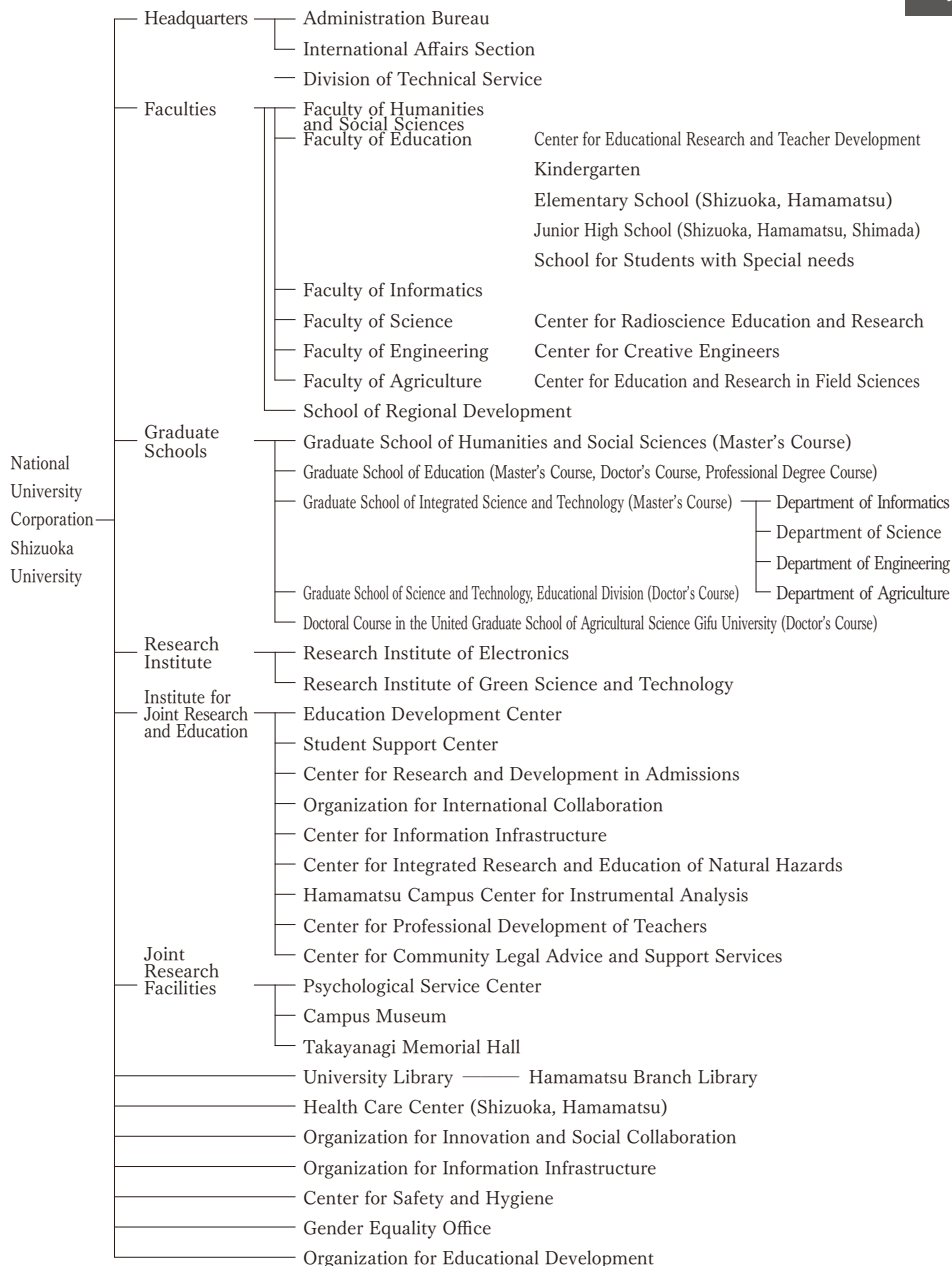 Headquarters
Administration Bureau
International Affairs Section
Division of Technical Service
Faculties
Faculty of Humanities
and Social Sciences
Faculty of Education
Center for Educational Research and Teacher Development
Kindergarten
Elementary School (Shizuoka, Hamamatsu)
Junior High School (Shizuoka, Hamamatsu, Shimada)
School for Students with Special needs
Faculty of Informatics
Faculty of Science
Center for Radioscience Education and Research
Faculty of Engineering
Center for Creative Engineers
Faculty of Agriculture
Center for Education and Research in Field Sciences
School of Regional Development
National
University
Corporation
Shizuoka
University
Graduate
Schools
Graduate School of Humanities and Social Sciences (Master's Course)
Graduate School of Education (Master's Course, Doctor's Course, Professional Degree Course)
Graduate School of Integrated Science and Technology (Master's Course)
Department of Informatics
Department of Science
Department of Engineering
Department of Agriculture
Graduate School of Science and Technology, Educational Division (Doctor's Course)
Doctoral Course in the United Graduate School of Agricultural Science Gifu University (Doctor's Course)
Research
Institute
Research Institute of Electronics
Research Institute of Green Science and Technology
Institute for
Joint Research
and Education
Education Development Center
Student Support Center
Center for Research and Development in Admissions
Organization for International Collaboration
Center for Information Infrastructure
Center for Integrated Research and Education of Natural Hazards
Hamamatsu Campus Center for Instrumental Analysis
Center for Professional Development of Teachers
Center for Community Legal Advice and Support Services
Joint
Research
Facilities
Psychological Service Center
Campus Museum
Takayanagi Memorial Hall
University Library
Hamamatsu Branch Library
Health Care Center (Shizuoka, Hamamatsu)
Organization for Innovation and Social Collaboration
Organization for Information Infrastructure
Center for Safety and Hygiene
Gender Equality Office
Organization for Educational Development